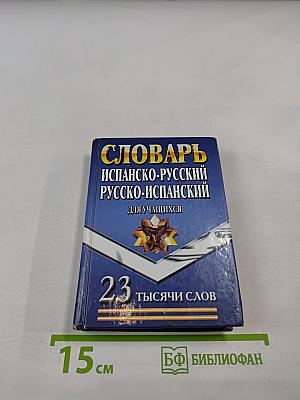 СЛОВАРЬ
ИСПАНСКО-РУССКИЙ
РУССКО-ИСПАНСКИЙ
ДЛЯ УЧАЩИХСЯ
23 ТЫСЯЧИ СЛОВ
15 см
БФ БИБЛИОФАН